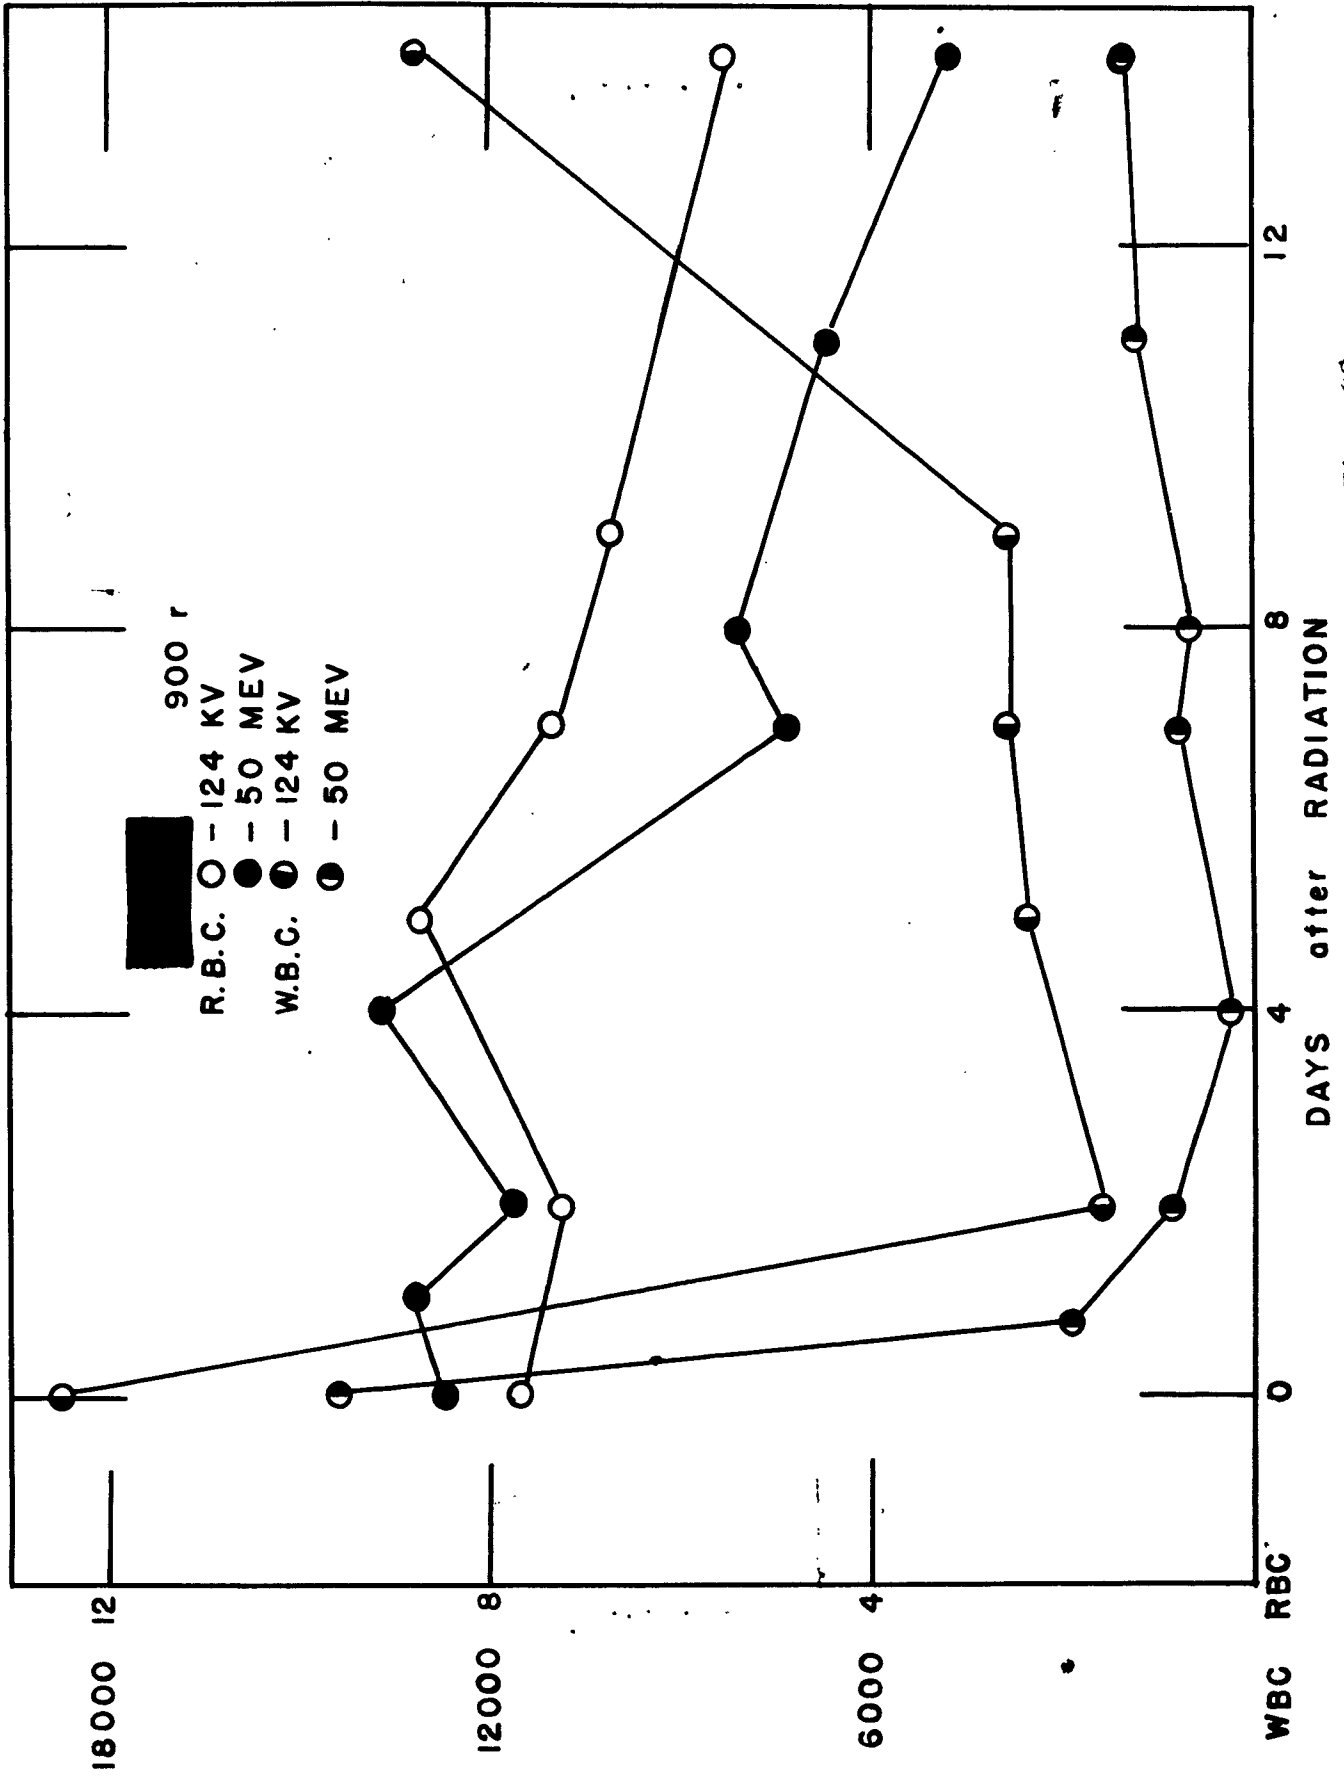 900 r
R.B.C. ○ - 124 KV
● - 50 MEV
W.B.C. ◒ - 124 KV
◒ - 50 MEV
18000 12
12000 8
6000 4
WBC RBC
0 4 8 12
DAYS after RADIATION